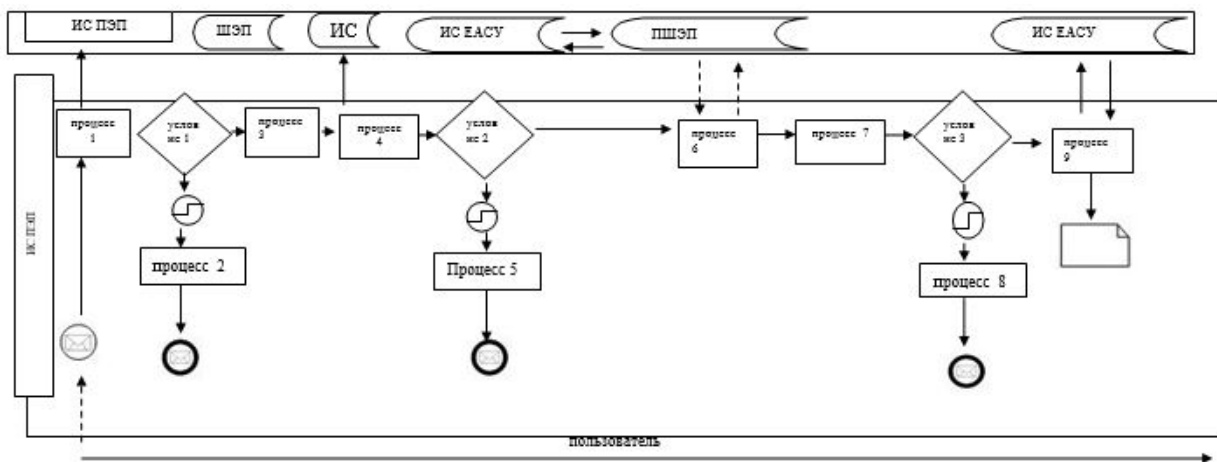 ИС ПЭП
ШЭП
ИС
ИС ЕАСУ
ПШЭП
ИС ЕАСУ
ИС ПЭП
процесс
1
услов
ие 1
процесс
3
процесс
4
услов
ие 2
процесс
6
процесс 7
услов
ие 3
процесс
9
процесс 2
Процесс 5
процесс 8
пользователь